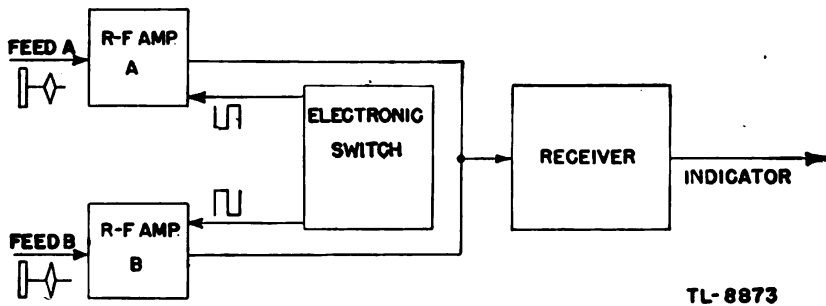 FEED A
R-F AMP.
A
ELECTRONIC
SWITCH
RECEIVER
INDICATOR
FEED B
R-F AMP.
B
TL-8873